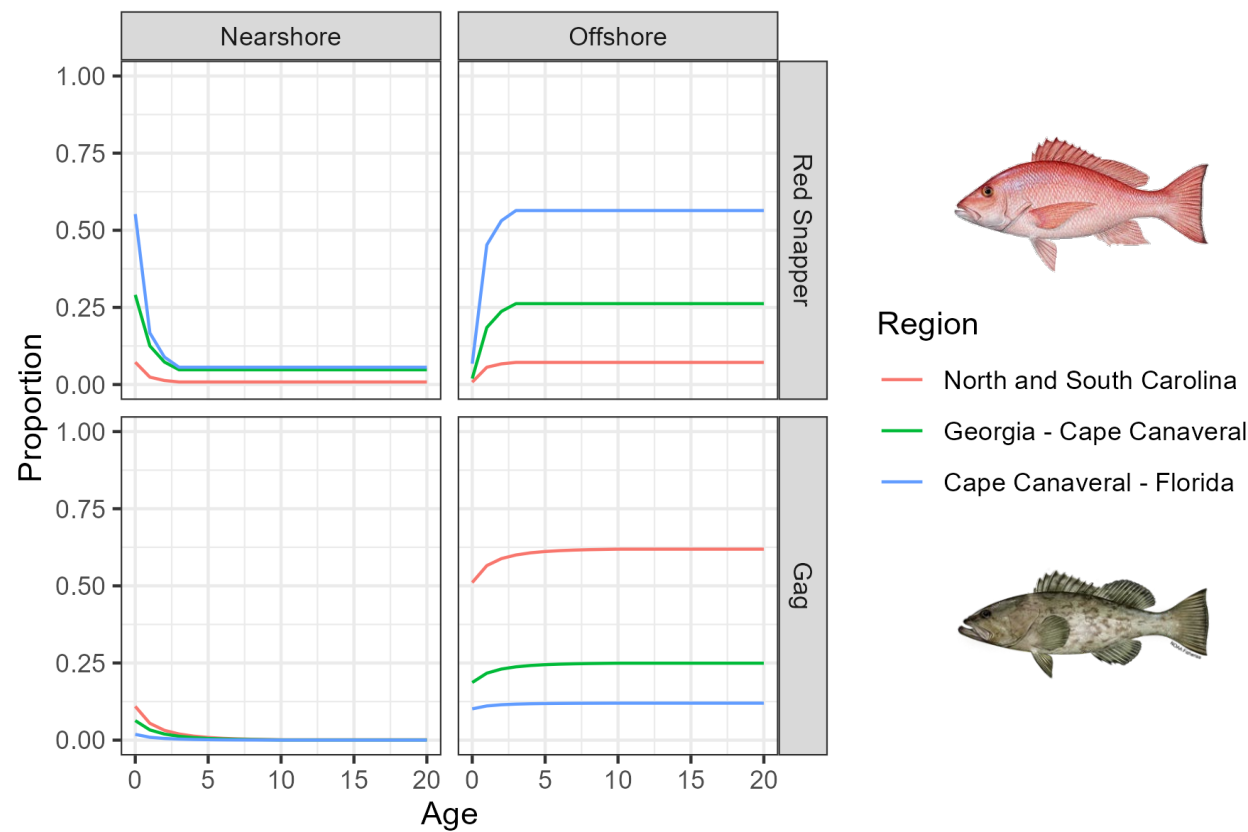 Nearshore
Offshore
1.00
0.75
0.50
0.25
0.00
Red Snapper
Proportion
1.00
0.75
0.50
0.25
0.00
Gag
0 5 10 15 20
0 5 10 15 20
Age
Region
North and South Carolina
Georgia - Cape Canaveral
Cape Canaveral - Florida